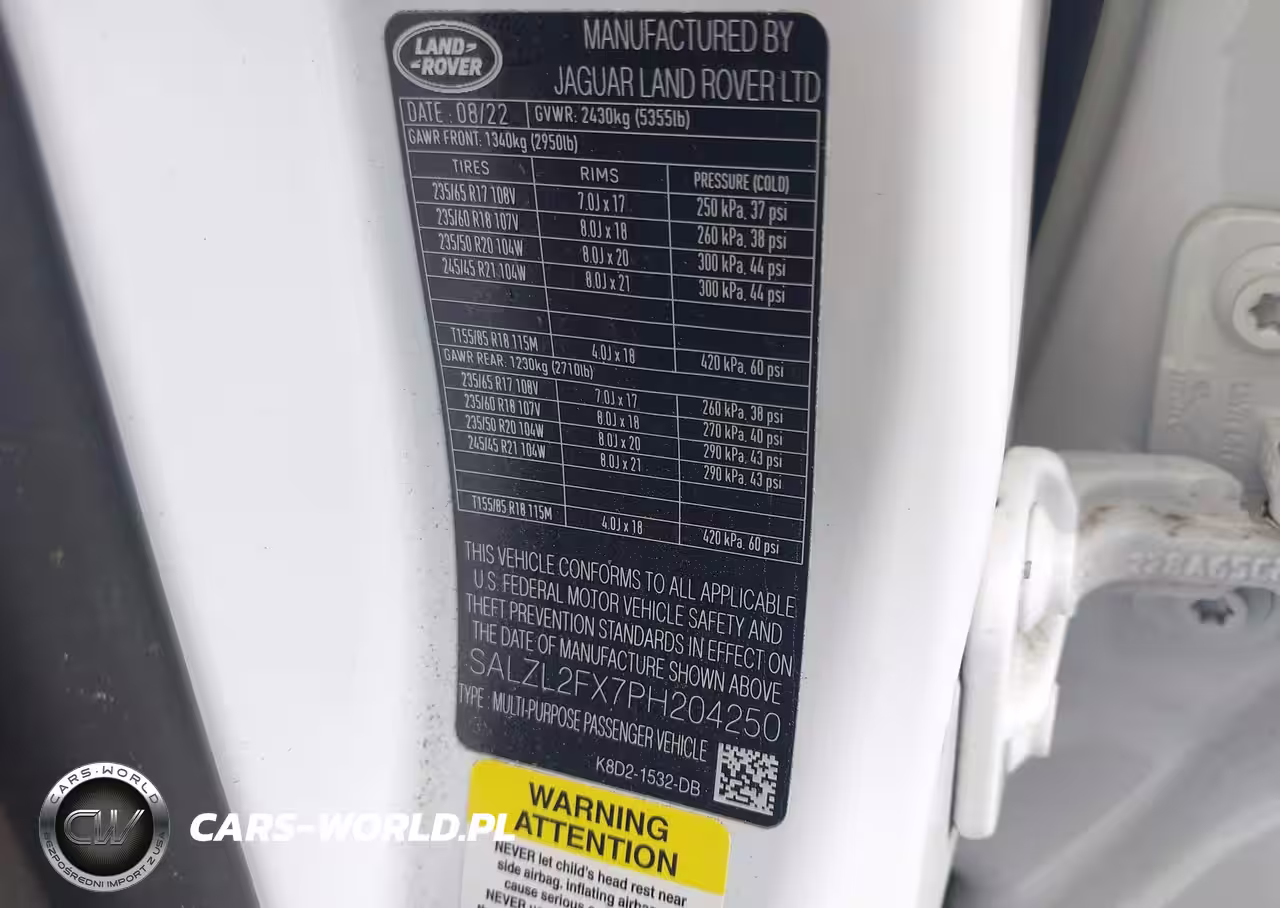 LAND
ROVER
MANUFACTURED BY
JAGUAR LAND ROVER LTD
DATE : 08/22 GVWR: 2430kg (5355lb)
GAWR FRONT: 1340kg (2950lb)
TIRES RIMS PRESSURE (COLD)
235/65 R17 108V 7.0J x 17 250 kPa, 37 psi
235/60 R18 107V 8.0J x 18 260 kPa, 38 psi
235/50 R20 104W 8.0J x 20 300 kPa, 44 psi
245/45 R21 104W 8.0J x 21 300 kPa, 44 psi
T155/85 R18 115M 4.0J x 18 420 kPa, 60 psi
GAWR REAR: 1230kg (2710lb)
235/65 R17 108V 7.0J x 17 260 kPa, 38 psi
235/60 R18 107V 8.0J x 18 270 kPa, 40 psi
235/50 R20 104W 8.0J x 20 290 kPa, 43 psi
245/45 R21 104W 8.0J x 21 290 kPa, 43 psi
T155/85 R18 115M 4.0J x 18 420 kPa, 60 psi
THIS VEHICLE CONFORMS TO ALL APPLICABLE
U.S. FEDERAL MOTOR VEHICLE SAFETY AND
THEFT PREVENTION STANDARDS IN EFFECT ON
THE DATE OF MANUFACTURE SHOWN ABOVE
SALZL2FX7PH204250
TYPE : MULTI-PURPOSE PASSENGER VEHICLE
K8D2-1532-DB
WARNING
ATTENTION
NEVER let child's head rest near
side airbag, inflating
cause serious
NEVER
CARS-WORLD
CW
BEZPOŚREDNI IMPORT Z USA
CARS-WORLD.PL